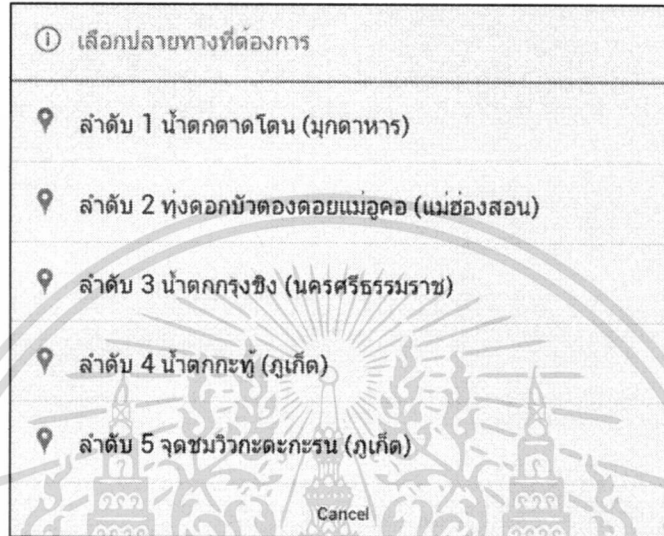 เลือกปลายทางที่ต้องการ
ลำดับ 1 น้ำตกตาดโตน (มุกดาหาร)
ลำดับ 2 ทุ่งดอกบัวตองดอยแม่อูคอ (แม่ฮ่องสอน)
ลำดับ 3 น้ำตกกรุงชิง (นครศรีธรรมราช)
ลำดับ 4 น้ำตกกะทู้ (ภูเก็ต)
ลำดับ 5 จุดชมวิวกะตะกะรน (ภูเก็ต)
Cancel